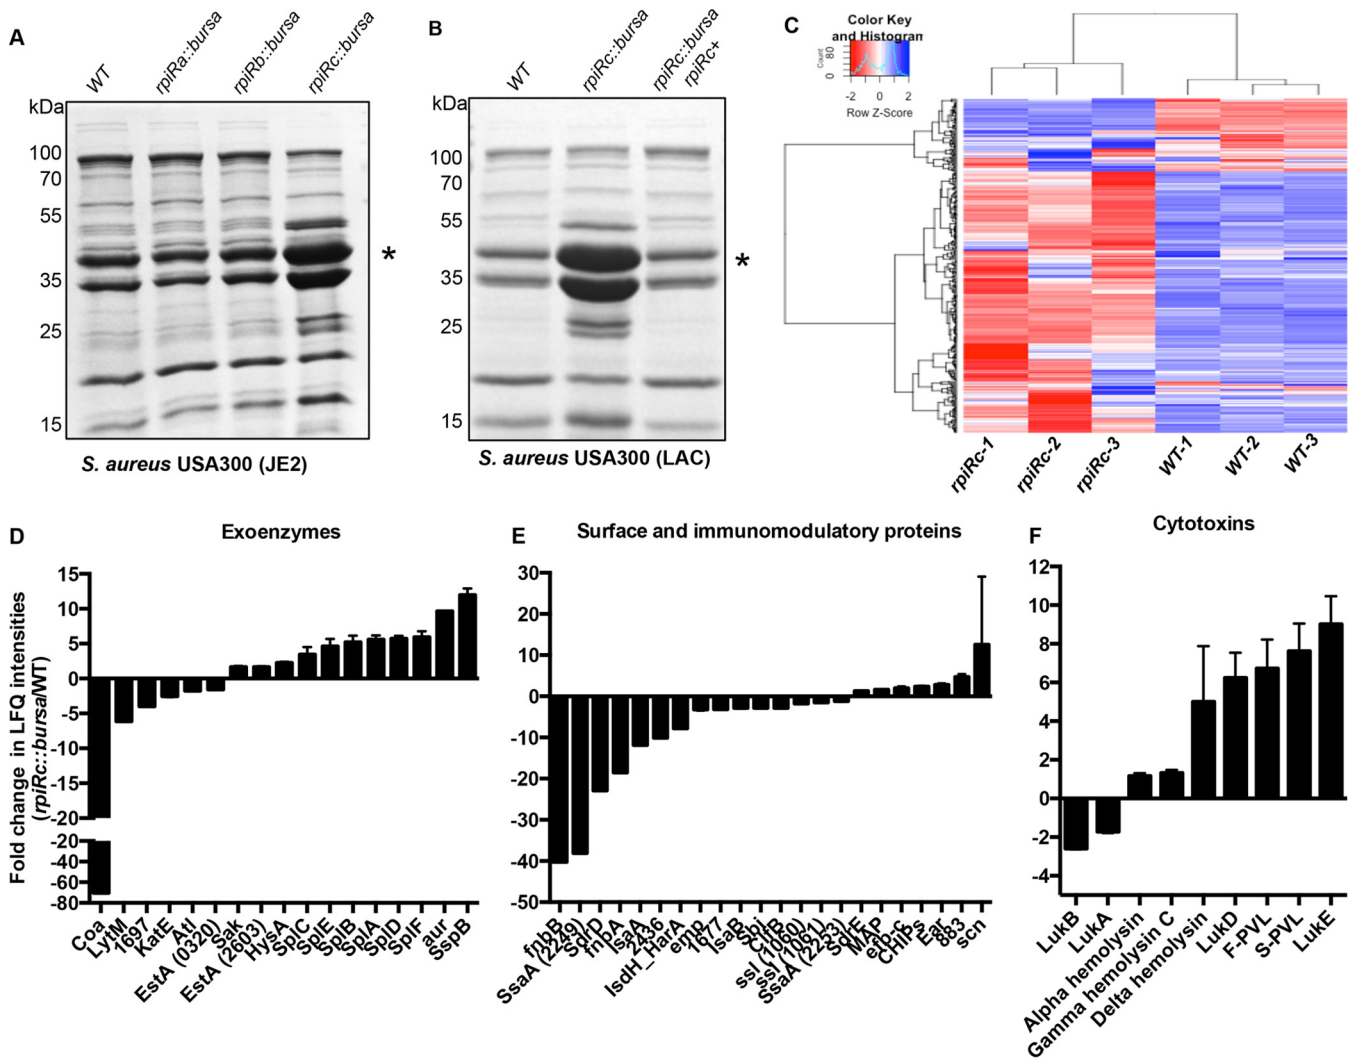 A
WT
rpiRa::bursa
rpiRb::bursa
rpiRc::bursa
kDa
100
70
55
35
25
15
*
S. aureus USA300 (JE2)
B
WT
rpiRc::bursa
rpiRc::bursa
rpiRc+
kDa
100
70
55
35
25
15
*
S. aureus USA300 (LAC)
C
Color Key
and Histogram
Count
0
80
-2 0 2
Row Z-Score
rpiRc-1
rpiRc-2
rpiRc-3
WT-1
WT-2
WT-3
D
Exoenzymes
Fold change in LFQ intensities
(rpiRc::bursa/WT)
15
10
5
0
-5
-10
-15
-20
-20
-40
-60
-80
Coa
LytM
1697
KatE
Atl
EstA (0320)
Sak
EstA (2603)
HysA
SplC
SplE
SplB
SplA
SplD
SplF
aur
SspB
E
Surface and immunomodulatory proteins
30
20
10
0
-10
-20
-30
-40
-50
fnbB
SsaA (2249)
SdrD
fnpA
IsaA
2436
IsdH_HarA
emp
1677
IsaB
Sbi
ClfB
ssl (1060)
ssl (1061)
SsaA (2253)
SdrE
MAP
efb-c
CHIPs
Ear
883
scn
F
Cytotoxins
12
10
8
6
4
2
0
-2
-4
LukB
LukA
Alpha hemolysin
Gamma hemolysin C
Delta hemolysin
LukD
F-PVL
S-PVL
LukE